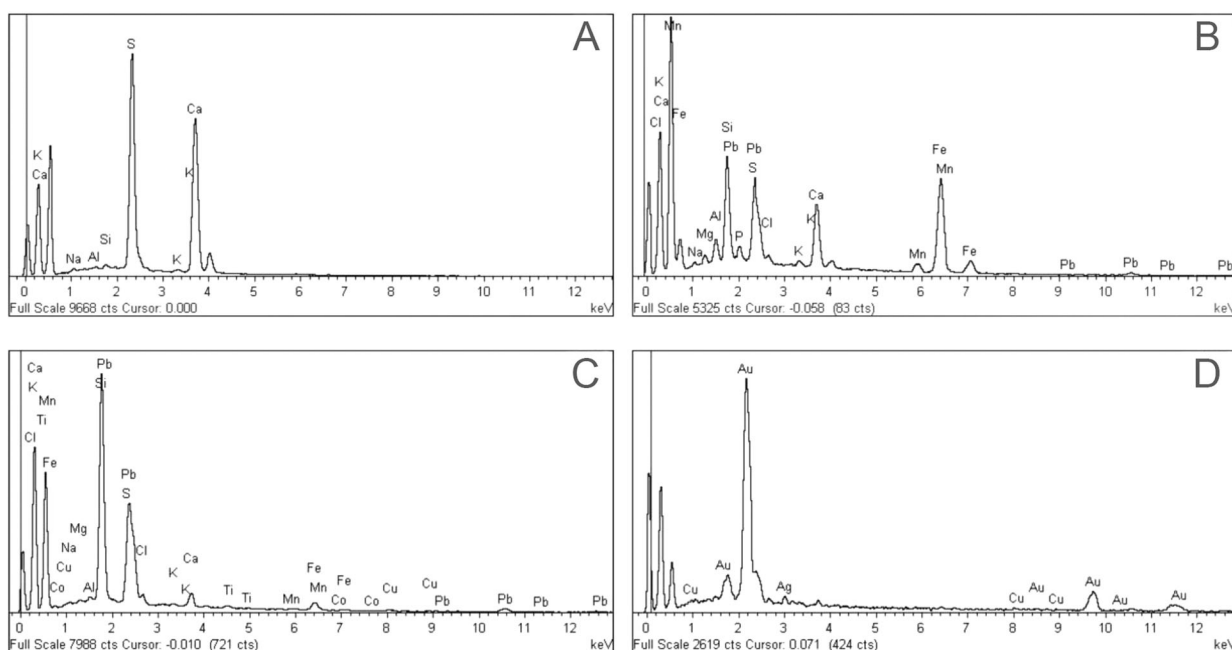 A
S
Ca
K
K
Ca
Si
Na Al K
0 1 2 3 4 5 6 7 8 9 10 11 12
Full Scale 9668 cts Cursor: 0.000 keV
B
Mn
K
Ca
Fe
Cl
Si
Pb Pb
S
Fe
Mn
Ca
Al Cl K
Mg P
Na K Mn Fe Pb Pb Pb Pb
0 1 2 3 4 5 6 7 8 9 10 11 12
Full Scale 5325 cts Cursor: -0.058 (83 cts) keV
C
Ca Pb
K Si
Mn
Ti
Cl
Fe Pb
S
Mg
Na Cl Ca
Cu K Fe Fe Cu Cu
Co Al K Ti Ti Mn Mn Co Co Pb Pb Pb Pb
0 1 2 3 4 5 6 7 8 9 10 11 12
Full Scale 7988 cts Cursor: -0.010 (721 cts) keV
D
Au
Au Ag Au Au
Cu Cu Cu Au Au
0 1 2 3 4 5 6 7 8 9 10 11 12
Full Scale 2619 cts Cursor: 0.071 (424 cts) keV